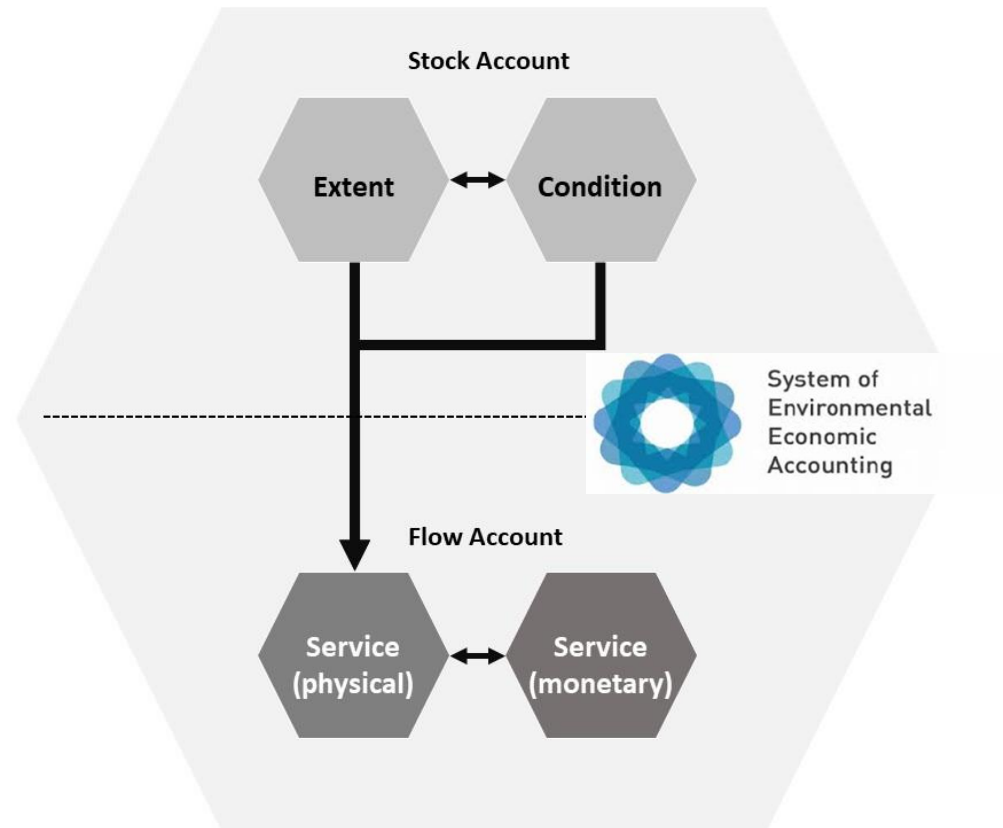 Stock Account
Extent
Condition
System of
Environmental
Economic
Accounting
Flow Account
Service
(physical)
Service
(monetary)